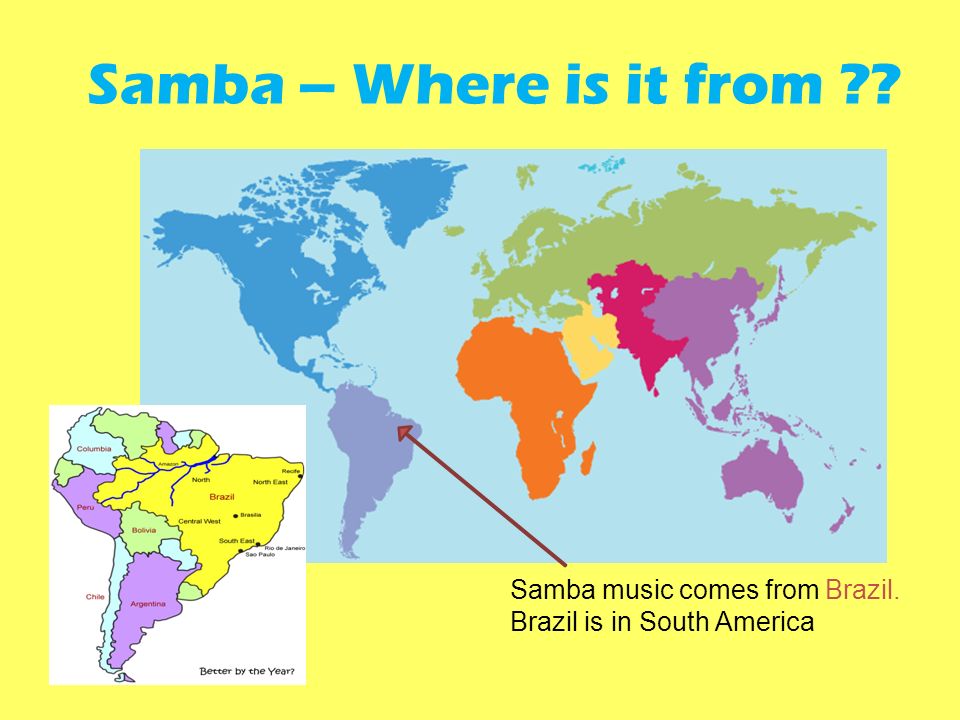 Samba – Where is it from ??
Columbia
Amazon
Recife
North
North East
Peru
Brazil
Central West
Brasilia
Bolivia
South East
Rio de Janeiro
Sao Paulo
Chile
Argentina
Better by the Year?
Samba music comes from Brazil.
Brazil is in South America